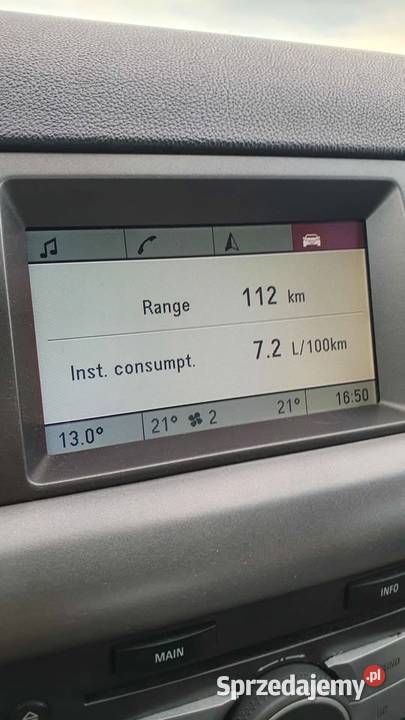 Range 112 km
Inst. consumpt. 7.2 L/100km
13.0° 21° 2 21° 16:50
INFO
MAIN
Sprzedajemy.pl